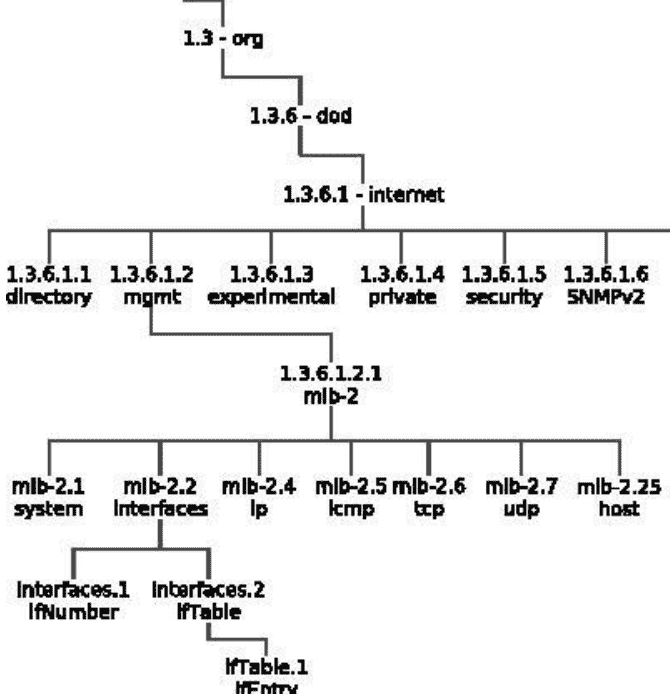 1.3 - org
1.3.6 - dod
1.3.6.1 - internet
1.3.6.1.1 1.3.6.1.2 1.3.6.1.3 1.3.6.1.4 1.3.6.1.5 1.3.6.1.6
directory mgmt experimental private security SNMPv2
1.3.6.1.2.1
mib-2
mib-2.1 mib-2.2 mib-2.4 mib-2.5 mib-2.6 mib-2.7 mib-2.25
system interfaces ip icmp tcp udp host
interfaces.1 interfaces.2
ifNumber ifTable
ifTable.1
ifEntry